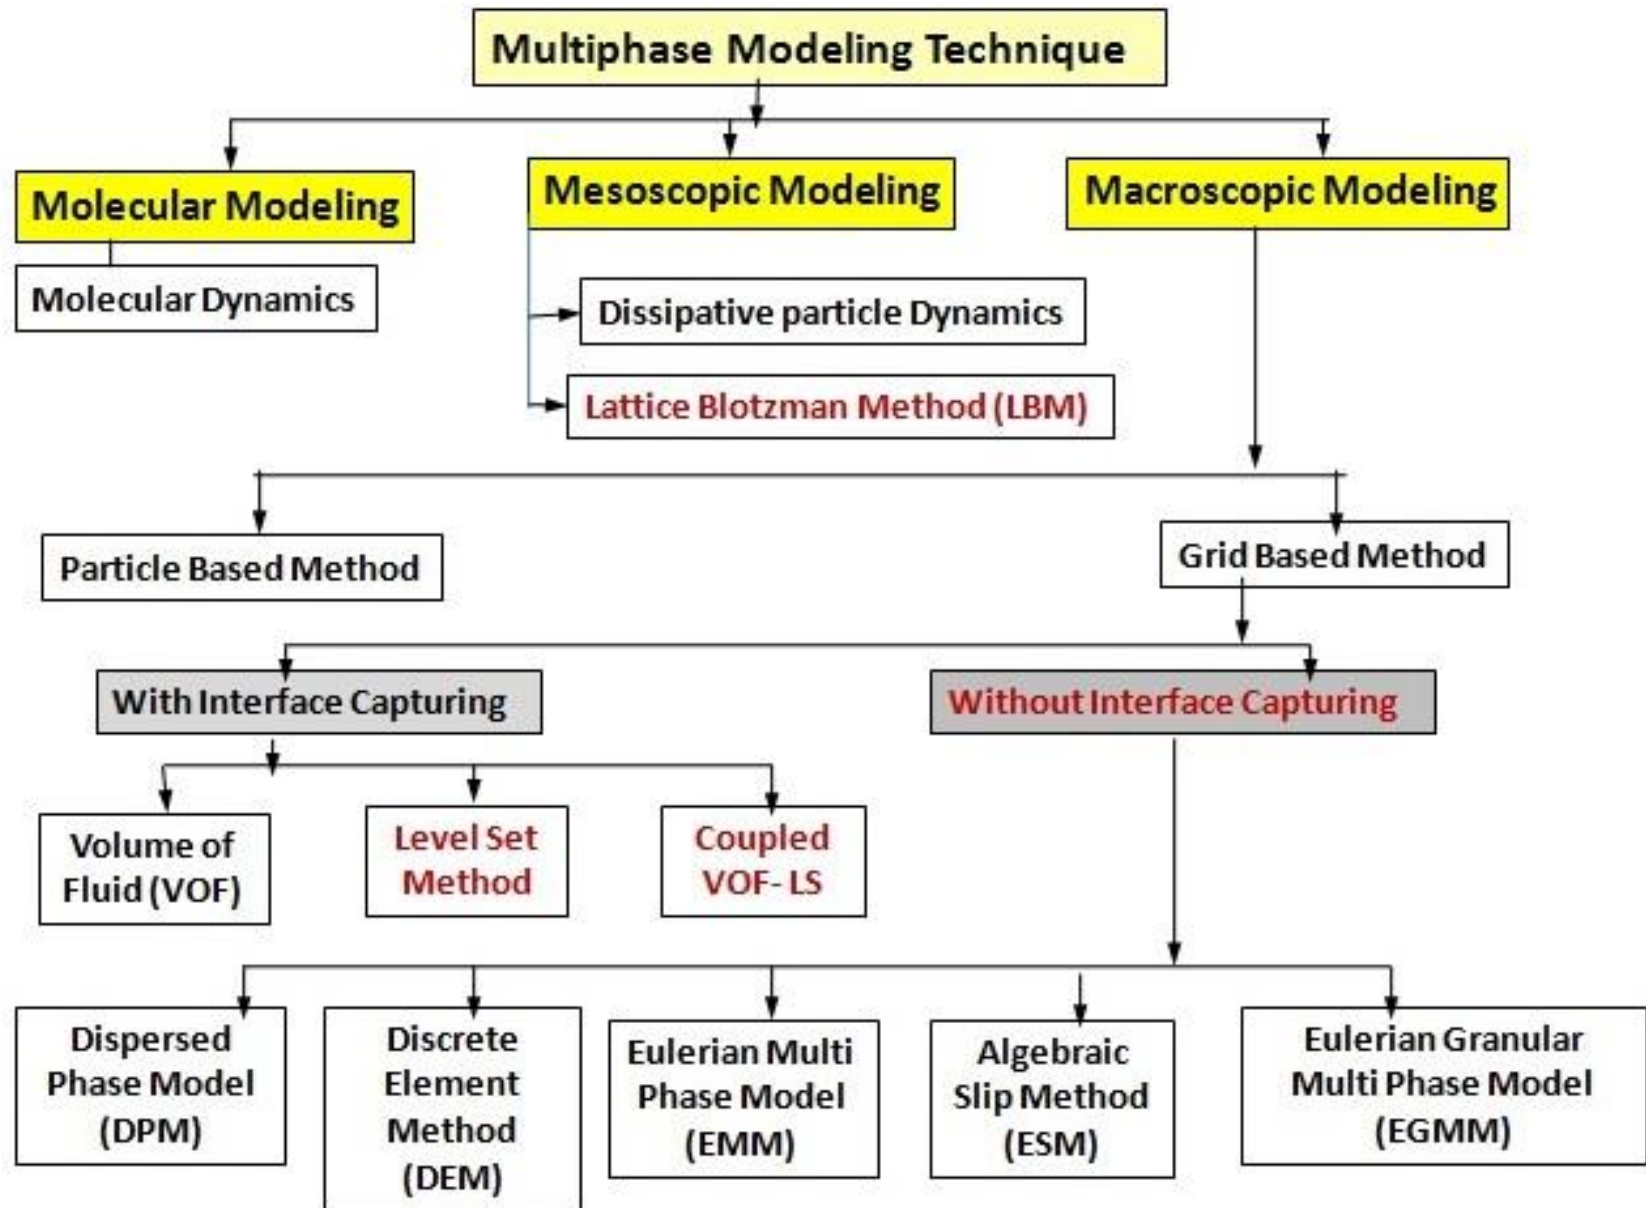 Multiphase Modeling Technique
Molecular Modeling
Mesoscopic Modeling
Macroscopic Modeling
Molecular Dynamics
Dissipative particle Dynamics
Lattice Blotzman Method (LBM)
Particle Based Method
Grid Based Method
With Interface Capturing
Without Interface Capturing
Volume of
Fluid (VOF)
Level Set
Method
Coupled
VOF- LS
Dispersed
Phase Model
(DPM)
Discrete
Element
Method
(DEM)
Eulerian Multi
Phase Model
(EMM)
Algebraic
Slip Method
(ESM)
Eulerian Granular
Multi Phase Model
(EGMM)